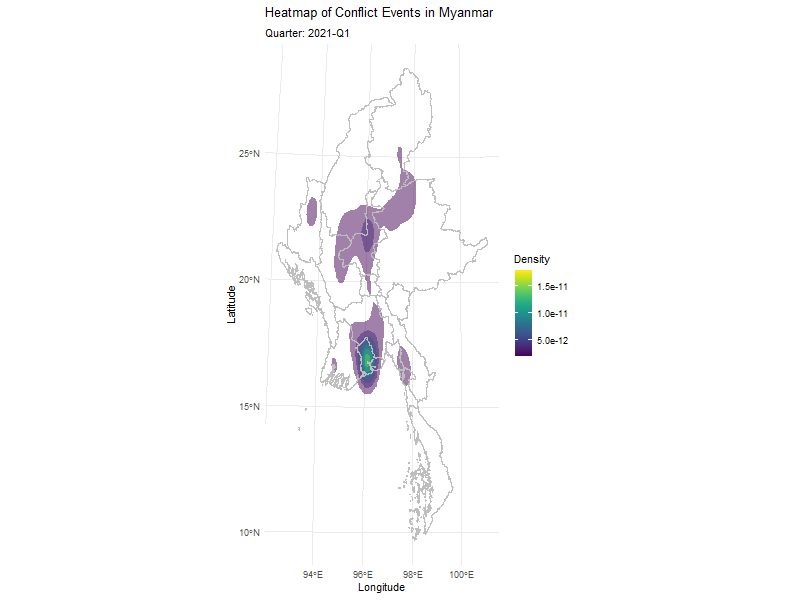 Heatmap of Conflict Events in Myanmar
Quarter: 2021-Q1
25°N
20°N
15°N
10°N
Latitude
94°E
96°E
98°E
100°E
Longitude
Density
1.5e-11
1.0e-11
5.0e-12